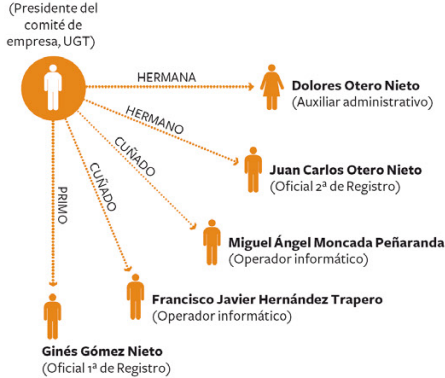 (Presidente del
comité de
empresa, UGT)
HERMANA
Dolores Otero Nieto
(Auxiliar administrativo)
HERMANO
Juan Carlos Otero Nieto
(Oficial 2ª de Registro)
CUÑADO
Miguel Ángel Moncada Peñaranda
(Operador informático)
CUÑADO
Francisco Javier Hernández Trapero
(Operador informático)
PRIMO
Ginés Gómez Nieto
(Oficial 1ª de Registro)